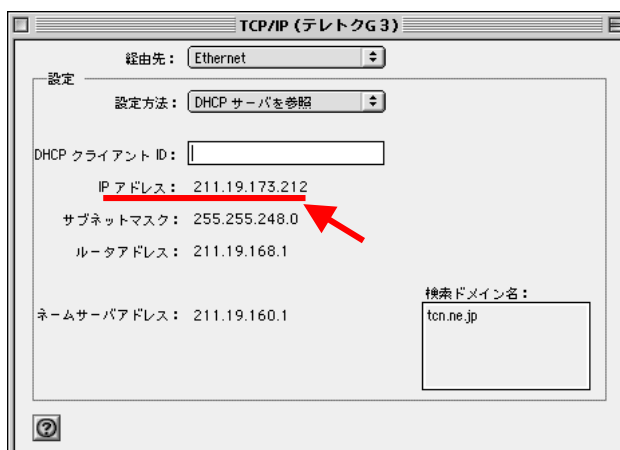 TCP/IP (テレトクG3)
経由先： Ethernet
設定
設定方法： DHCP サーバを参照
DHCP クライアント ID：
IP アドレス： 211.19.173.212
サブネットマスク： 255.255.248.0
ルータアドレス： 211.19.168.1
検索ドメイン名：
ネームサーバアドレス： 211.19.160.1
tcn.ne.jp
?